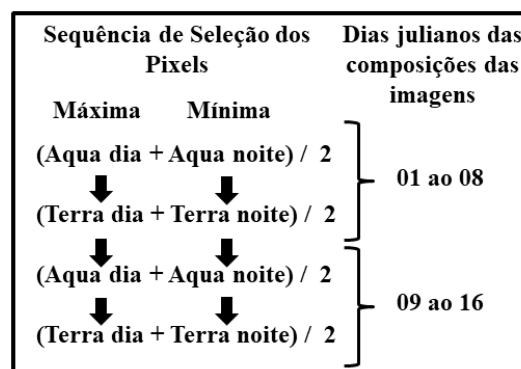 Sequência de Seleção dos
Pixels
Dias julianos das
composições das
imagens
Máxima Mínima
(Aqua dia + Aqua noite) / 2
(Terra dia + Terra noite) / 2
01 ao 08
(Aqua dia + Aqua noite) / 2
(Terra dia + Terra noite) / 2
09 ao 16